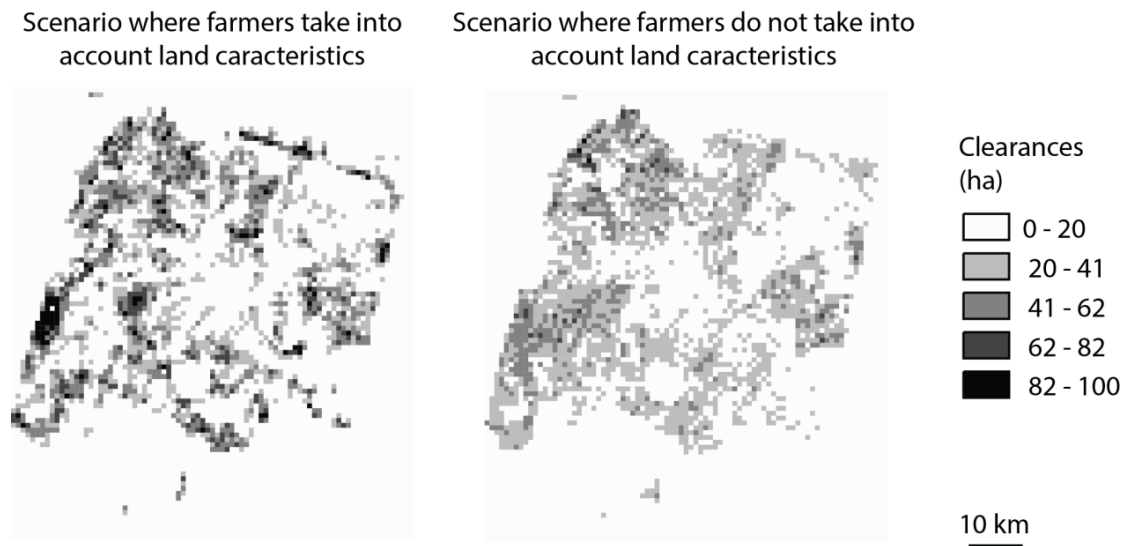 Scenario where farmers take into
account land caracteristics
Scenario where farmers do not take into
account land caracteristics
Clearances
(ha)
0 - 20
20 - 41
41 - 62
62 - 82
82 - 100
10 km